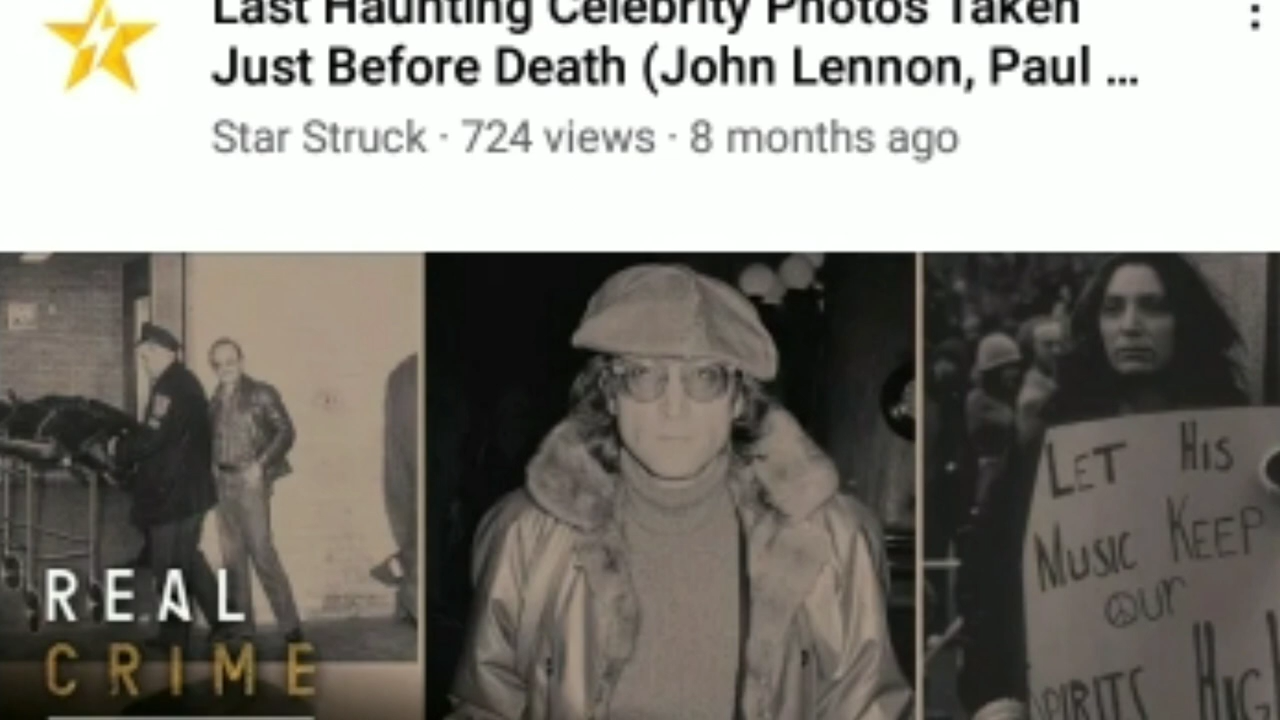 Last Haunting Celebrity Photos Taken
Just Before Death (John Lennon, Paul ...
Star Struck · 724 views · 8 months ago
REAL
CRIME
LET HIS
MUSIC KEEP
OUR
SPIRITS HIGH